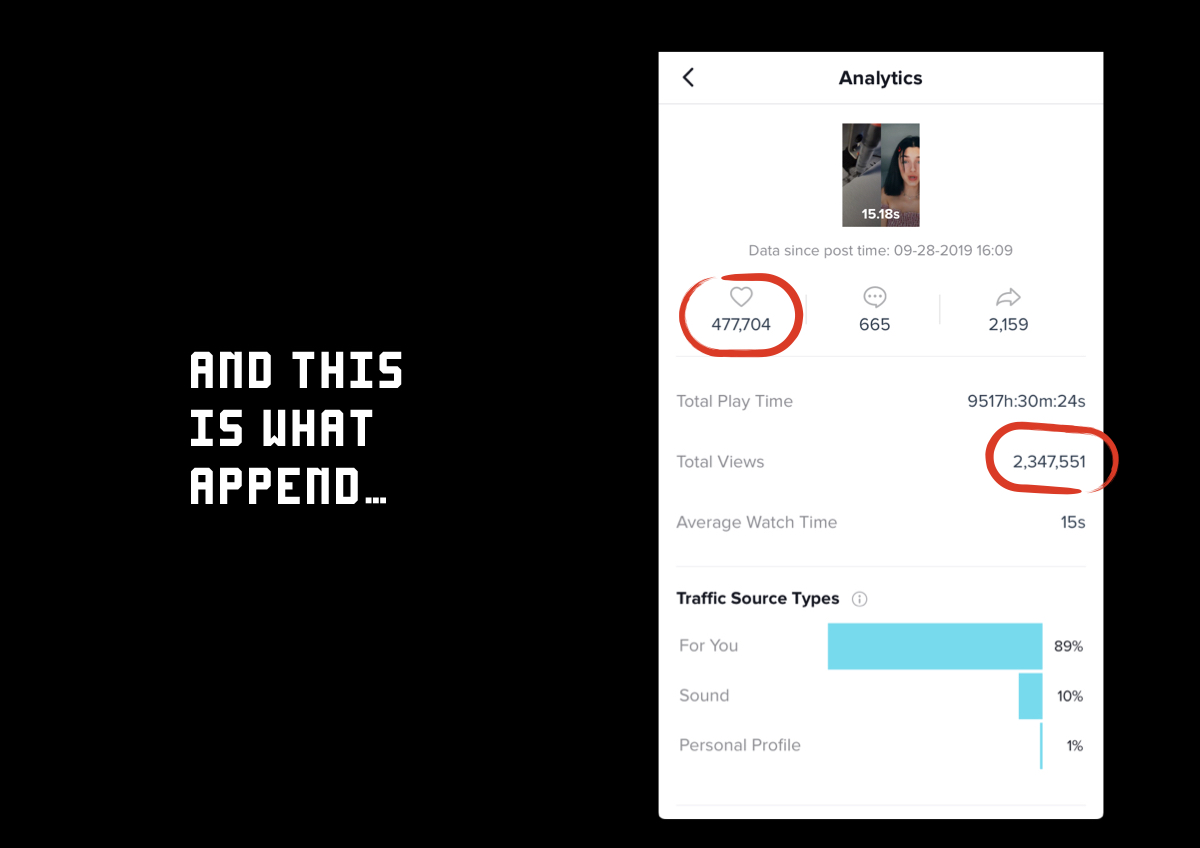 AND THIS
IS WHAT
APPEND...
Analytics
15.18s
Data since post time: 09-28-2019 16:09
477,704
665
2,159
Total Play Time 9517h:30m:24s
Total Views 2,347,551
Average Watch Time 15s
Traffic Source Types
For You 89%
Sound 10%
Personal Profile 1%